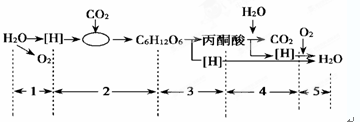 CO₂ H₂O
H₂O→[H]→ →C₆H₁₂O₆→丙酮酸→CO₂ O₂
O₂ [H] [H] H₂O
1 2 3 4 5